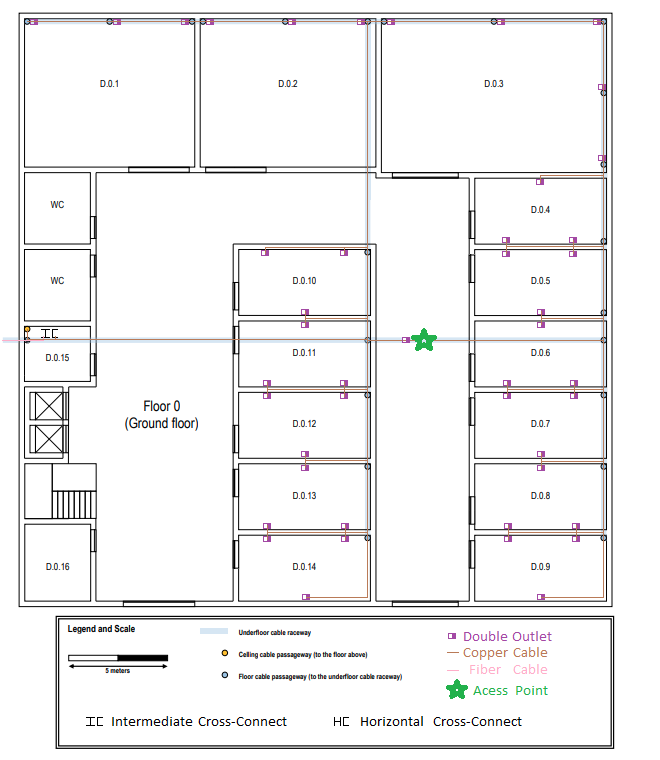 D.0.1
D.0.2
D.0.3
WC
D.0.4
WC
D.0.10
D.0.5
D.0.15
D.0.11
D.0.6
Floor 0
(Ground floor)
D.0.12
D.0.7
D.0.13
D.0.8
D.0.16
D.0.14
D.0.9
Legend and Scale
5 meters
Underfloor cable raceway
Celling cable passageway (to the floor above)
Floor cable passageway (to the underfloor cable raceway)
Double Outlet
Copper Cable
Fiber Cable
Acess Point
IC Intermediate Cross-Connect
HC Horizontal Cross-Connect